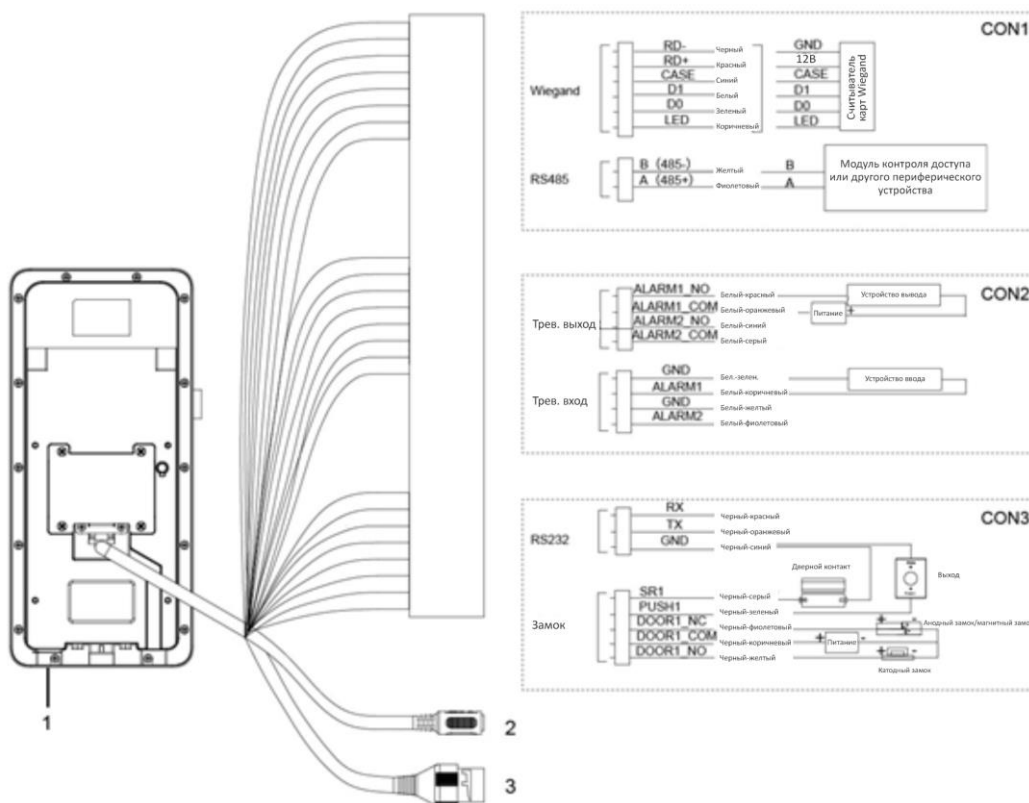 CON1
Wiegand
RD- Черный GND
RD+ Красный 12В
CASE Синий CASE
D1 Белый D1
D0 Зеленый D0
LED Коричневый LED
Считыватель
карт Wiegand
RS485
B (485-) Желтый B
A (485+) Фиолетовый A
Модуль контроля доступа
или другого периферического
устройства
CON2
Трев. выход
ALARM1_NO Белый-красный Устройство вывода
ALARM1_COM Белый-оранжевый Питание +
ALARM2_NO Белый-синий
ALARM2_COM Белый-серый
Трев. вход
GND Бел.-зелен. Устройство ввода
ALARM1 Белый-коричневый
GND Белый-желтый
ALARM2 Белый-фиолетовый
CON3
RS232
RX Черный-красный
TX Черный-оранжевый
GND Черный-синий
Дверной контакт
Выход
Замок
SR1 Черный-серый
PUSH1 Черный-зеленый
DOOR1_NC Черный-фиолетовый + - Анодный замок/магнитный замо
DOOR1_COM Черный-коричневый + Питание -
DOOR1_NO Черный-желтый + -
Катодный замок
1
2
3